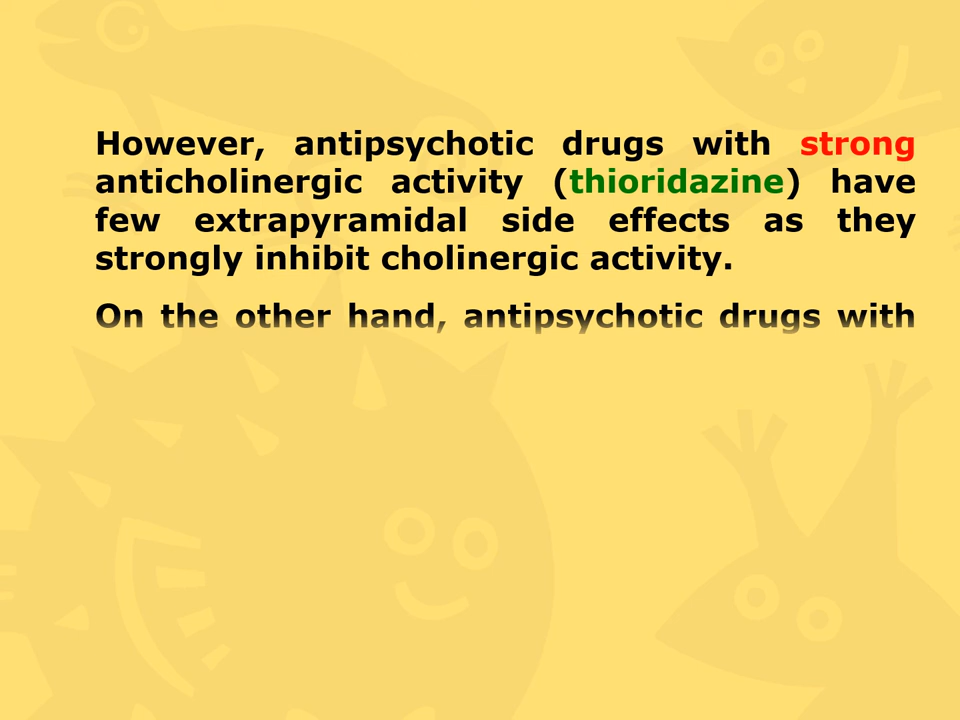 However, antipsychotic drugs with strong
anticholinergic activity (thioridazine) have
few extrapyramidal side effects as they
strongly inhibit cholinergic activity.
On the other hand, antipsychotic drugs with